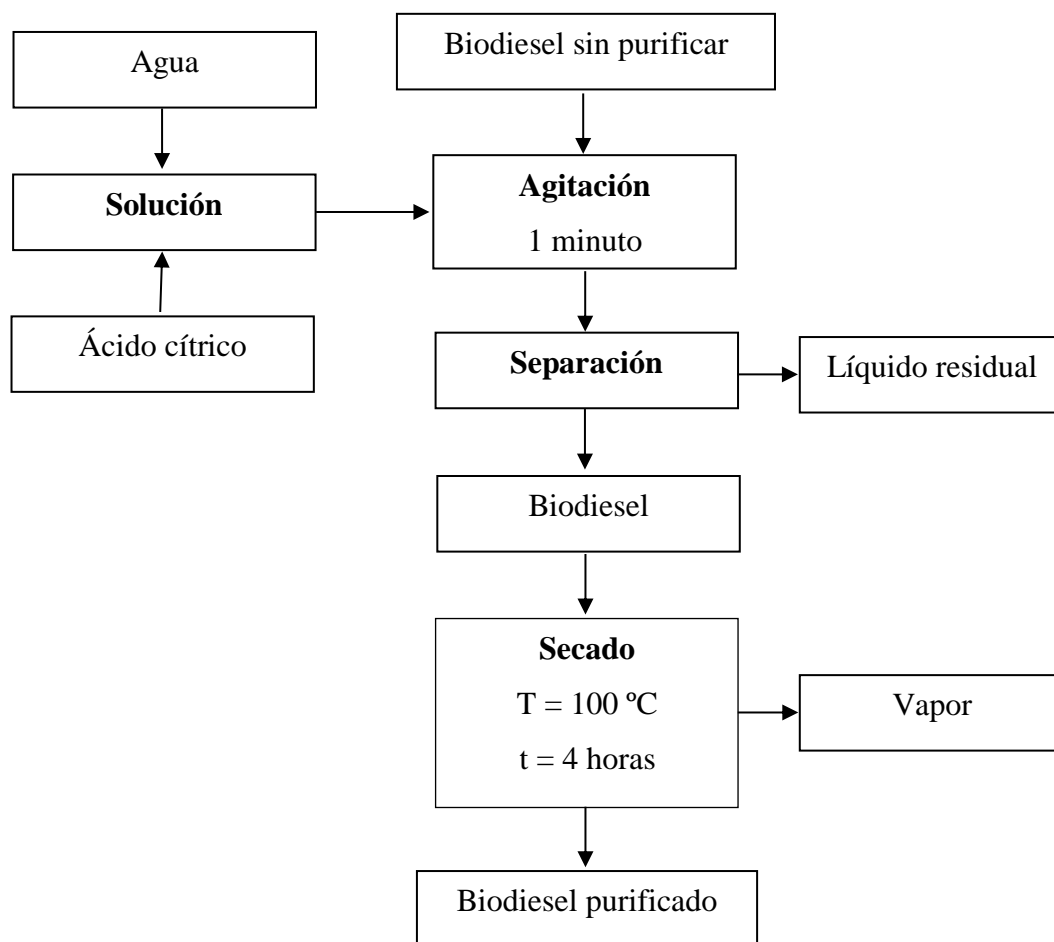 Agua
Biodiesel sin purificar
Solución
Agitación
1 minuto
Ácido cítrico
Separación
Líquido residual
Biodiesel
Secado
T = 100 ºC
t = 4 horas
Vapor
Biodiesel purificado